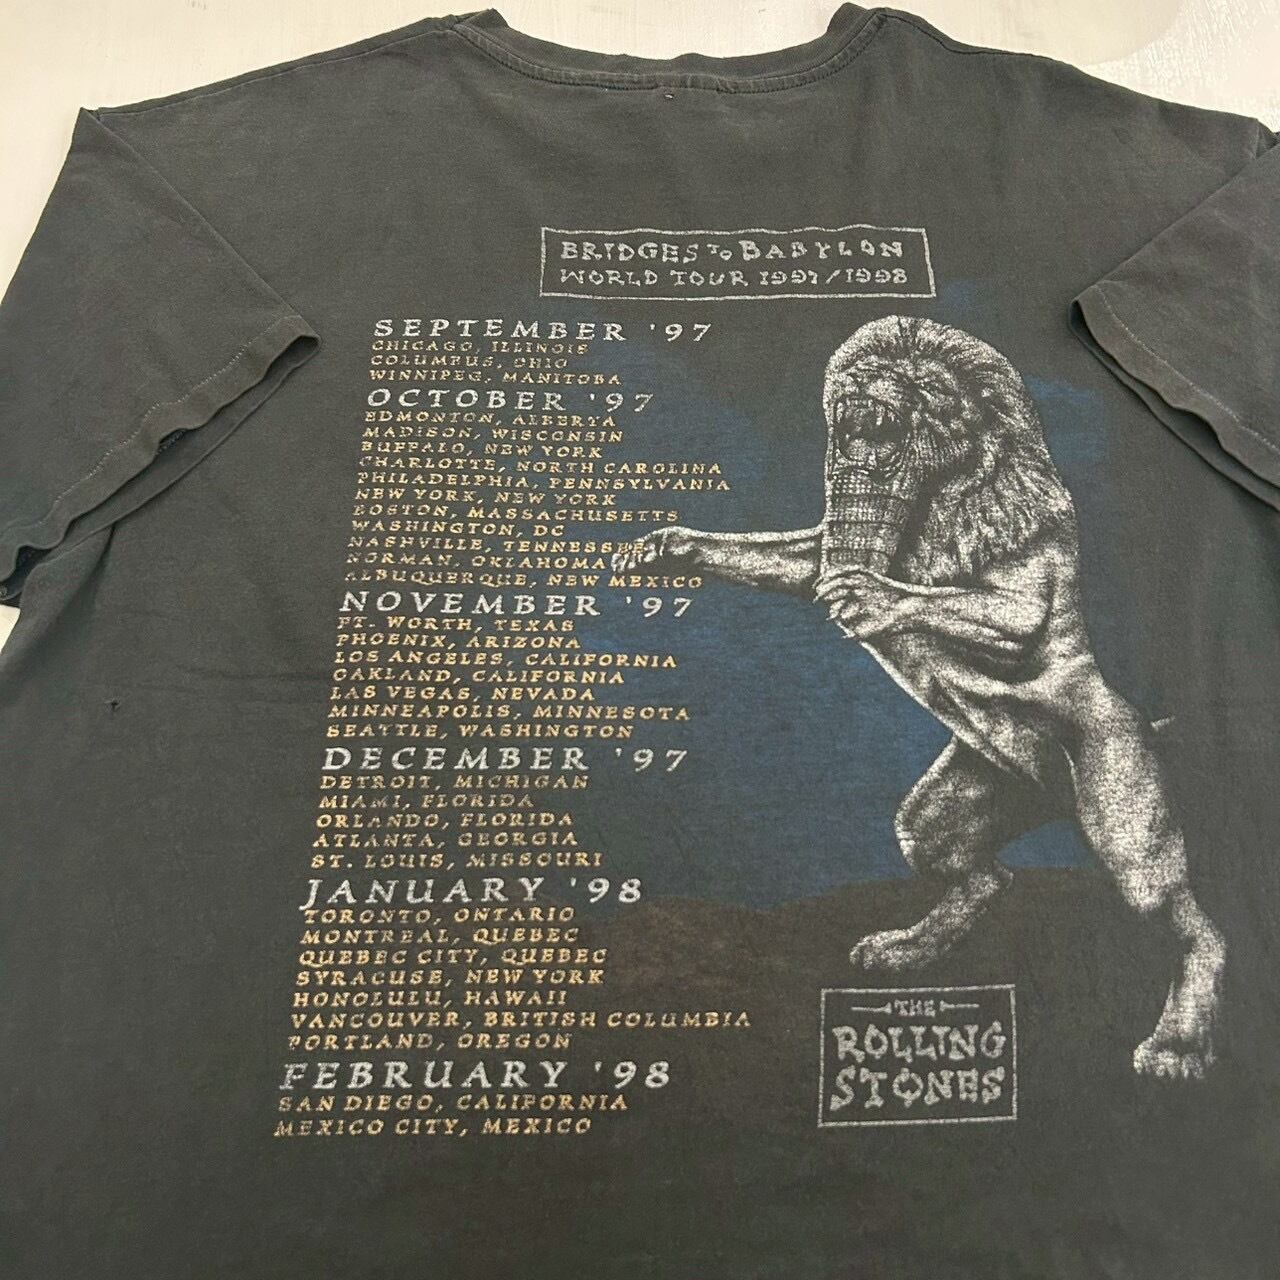 BRIDGES TO BABYLON
WORLD TOUR 1997/1998
SEPTEMBER '97
CHICAGO, ILLINOIS
COLUMBUS, OHIO
WINNIPEG, MANITOBA
OCTOBER '97
EDMONTON, ALBERTA
MADISON, WISCONSIN
BUFFALO, NEW YORK
CHARLOTTE, NORTH CAROLINA
PHILADELPHIA, PENNSYLVANIA
NEW YORK, NEW YORK
BOSTON, MASSACHUSETTS
WASHINGTON, DC
NASHVILLE, TENNESSEE
NORMAN, OKLAHOMA
ALBUQUERQUE, NEW MEXICO
NOVEMBER '97
FT. WORTH, TEXAS
PHOENIX, ARIZONA
LOS ANGELES, CALIFORNIA
OAKLAND, CALIFORNIA
LAS VEGAS, NEVADA
MINNEAPOLIS, MINNESOTA
SEATTLE, WASHINGTON
DECEMBER '97
DETROIT, MICHIGAN
MIAMI, FLORIDA
ORLANDO, FLORIDA
ATLANTA, GEORGIA
ST. LOUIS, MISSOURI
JANUARY '98
TORONTO, ONTARIO
MONTREAL, QUEBEC
QUEBEC CITY, QUEBEC
SYRACUSE, NEW YORK
HONOLULU, HAWAII
VANCOUVER, BRITISH COLUMBIA
PORTLAND, OREGON
FEBRUARY '98
SAN DIEGO, CALIFORNIA
MEXICO CITY, MEXICO
THE
ROLLING
STONES